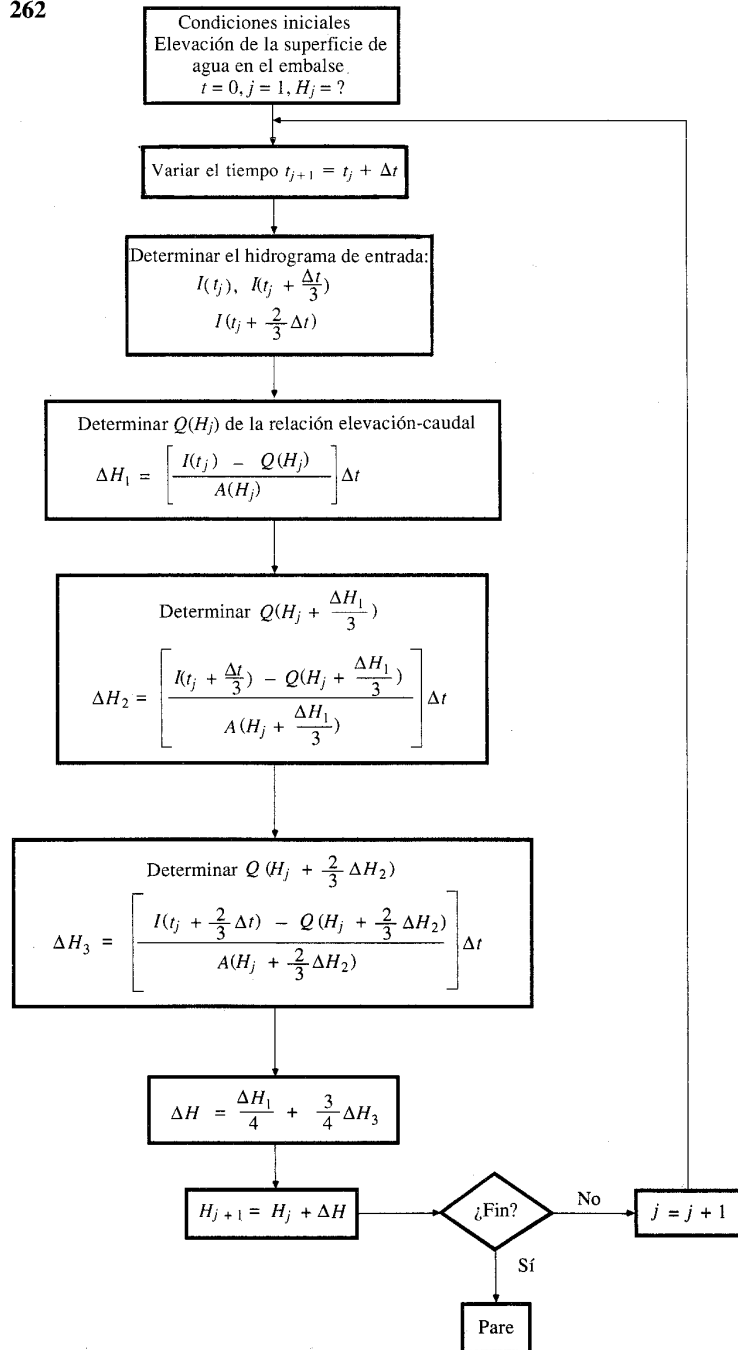 262
Condiciones iniciales
Elevación de la superficie de
agua en el embalse
t = 0, j = 1, H_j = ?
Variar el tiempo t_{j+1} = t_j + Δt
Determinar el hidrograma de entrada:
I(t_j), I(t_j + Δt/3)
I(t_j + 2/3 Δt)
Determinar Q(H_j) de la relación elevación-caudal
ΔH_1 = [ (I(t_j) − Q(H_j)) / A(H_j) ] Δt
Determinar Q(H_j + ΔH_1/3)
ΔH_2 = [ (I(t_j + Δt/3) − Q(H_j + ΔH_1/3)) / A(H_j + ΔH_1/3) ] Δt
Determinar Q (H_j + 2/3 ΔH_2)
ΔH_3 = [ (I(t_j + 2/3 Δt) − Q(H_j + 2/3 ΔH_2)) / A(H_j + 2/3 ΔH_2) ] Δt
ΔH = ΔH_1/4 + 3/4 ΔH_3
H_{j+1} = H_j + ΔH
¿Fin?
No
j = j + 1
Sí
Pare